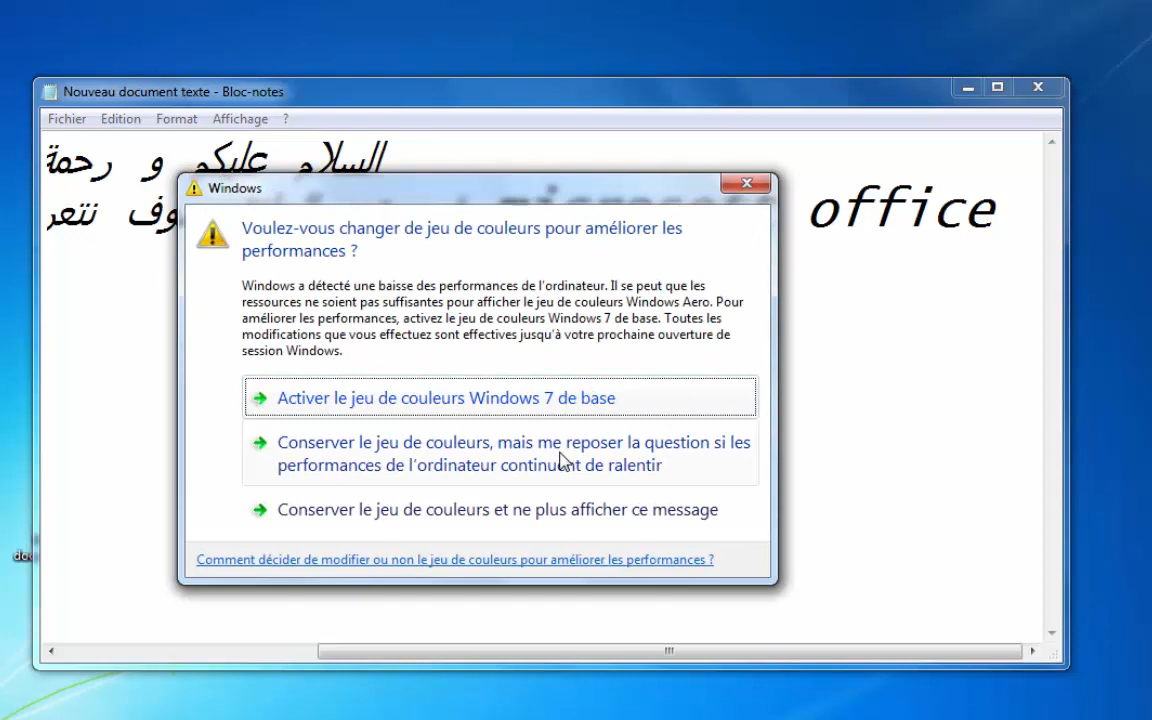 Nouveau document texte - Bloc-notes
Fichier Edition Format Affichage ?
السلام عليكم و رحمة
office
Windows
Voulez-vous changer de jeu de couleurs pour améliorer les
performances ?
Windows a détecté une baisse des performances de l'ordinateur. Il se peut que les
ressources ne soient pas suffisantes pour afficher le jeu de couleurs Windows Aero. Pour
améliorer les performances, activez le jeu de couleurs Windows 7 de base. Toutes les
modifications que vous effectuez sont effectives jusqu'à votre prochaine ouverture de
session Windows.
Activer le jeu de couleurs Windows 7 de base
Conserver le jeu de couleurs, mais me reposer la question si les
performances de l'ordinateur continuent de ralentir
Conserver le jeu de couleurs et ne plus afficher ce message
Comment décider de modifier ou non le jeu de couleurs pour améliorer les performances ?